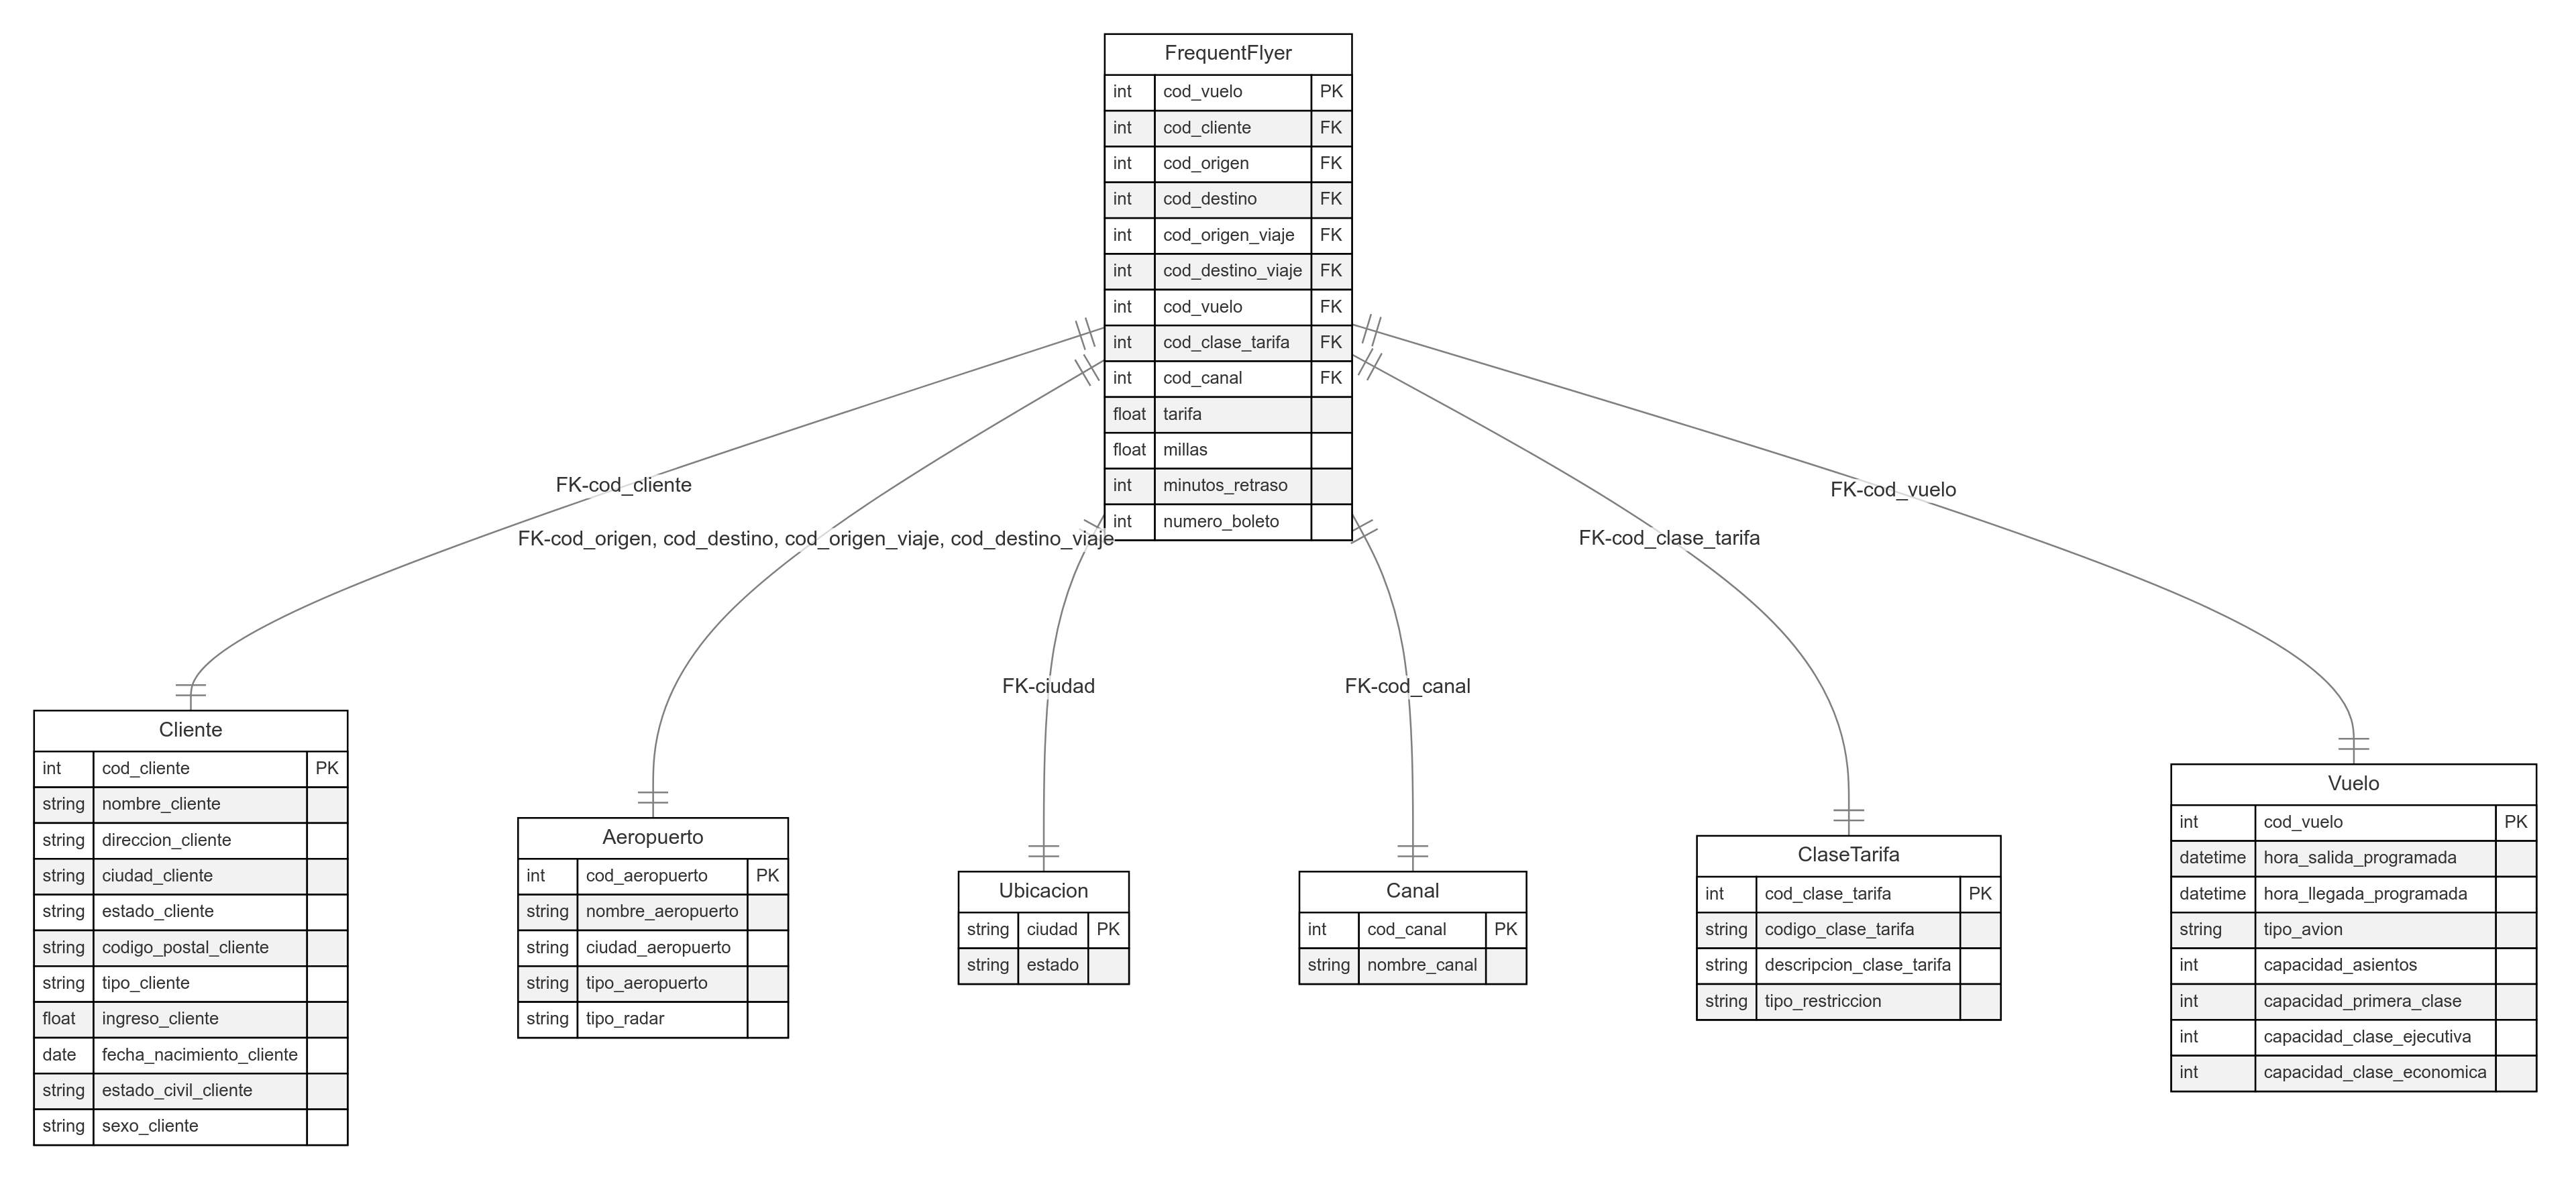 FrequentFlyer
int cod_vuelo PK
int cod_cliente FK
int cod_origen FK
int cod_destino FK
int cod_origen_viaje FK
int cod_destino_viaje FK
int cod_vuelo FK
int cod_clase_tarifa FK
int cod_canal FK
float tarifa
float millas
int minutos_retraso
int numero_boleto
FK-cod_cliente
FK-cod_origen, cod_destino, cod_origen_viaje, cod_destino_viaje
FK-ciudad
FK-cod_canal
FK-cod_clase_tarifa
FK-cod_vuelo
Cliente
int cod_cliente PK
string nombre_cliente
string direccion_cliente
string ciudad_cliente
string estado_cliente
string codigo_postal_cliente
string tipo_cliente
float ingreso_cliente
date fecha_nacimiento_cliente
string estado_civil_cliente
string sexo_cliente
Aeropuerto
int cod_aeropuerto PK
string nombre_aeropuerto
string ciudad_aeropuerto
string tipo_aeropuerto
string tipo_radar
Ubicacion
string ciudad PK
string estado
Canal
int cod_canal PK
string nombre_canal
ClaseTarifa
int cod_clase_tarifa PK
string codigo_clase_tarifa
string descripcion_clase_tarifa
string tipo_restriccion
Vuelo
int cod_vuelo PK
datetime hora_salida_programada
datetime hora_llegada_programada
string tipo_avion
int capacidad_asientos
int capacidad_primera_clase
int capacidad_clase_ejecutiva
int capacidad_clase_economica